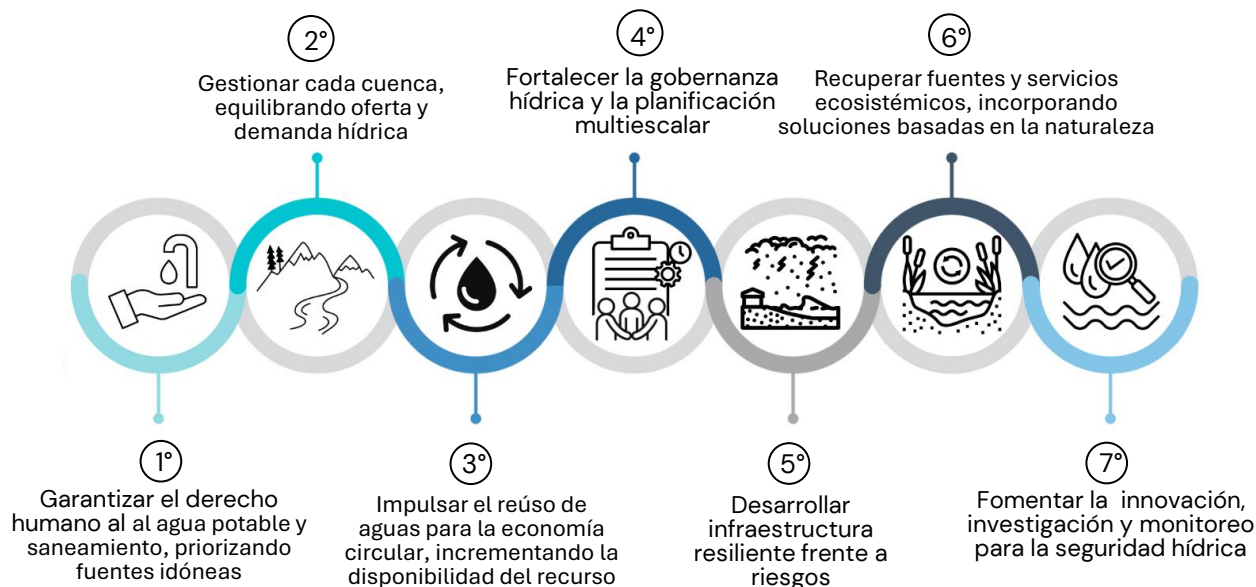 1°
Garantizar el derecho
humano al al agua potable y
saneamiento, priorizando
fuentes idóneas
2°
Gestionar cada cuenca,
equilibrando oferta y
demanda hídrica
3°
Impulsar el reúso de
aguas para la economía
circular, incrementando la
disponibilidad del recurso
4°
Fortalecer la gobernanza
hídrica y la planificación
multiescalar
5°
Desarrollar
infraestructura
resiliente frente a
riesgos
6°
Recuperar fuentes y servicios
ecosistémicos, incorporando
soluciones basadas en la naturaleza
7°
Fomentar la innovación,
investigación y monitoreo
para la seguridad hídrica